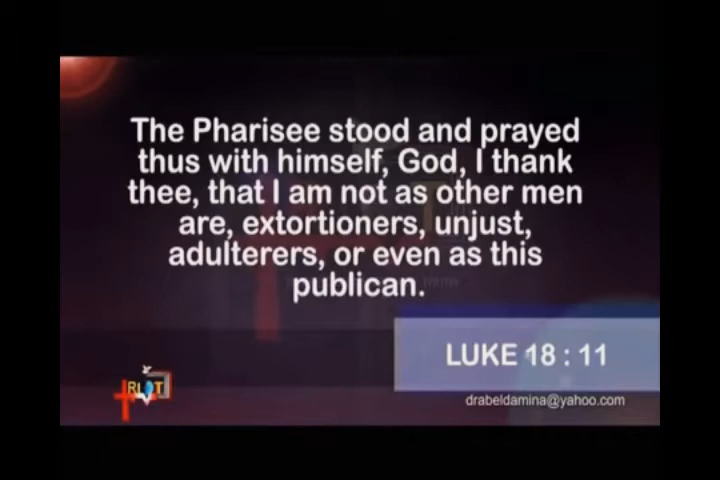 The Pharisee stood and prayed
thus with himself, God, I thank
thee, that I am not as other men
are, extortioners, unjust,
adulterers, or even as this
publican.
LUKE 18 : 11
drabeldamina@yahoo.com